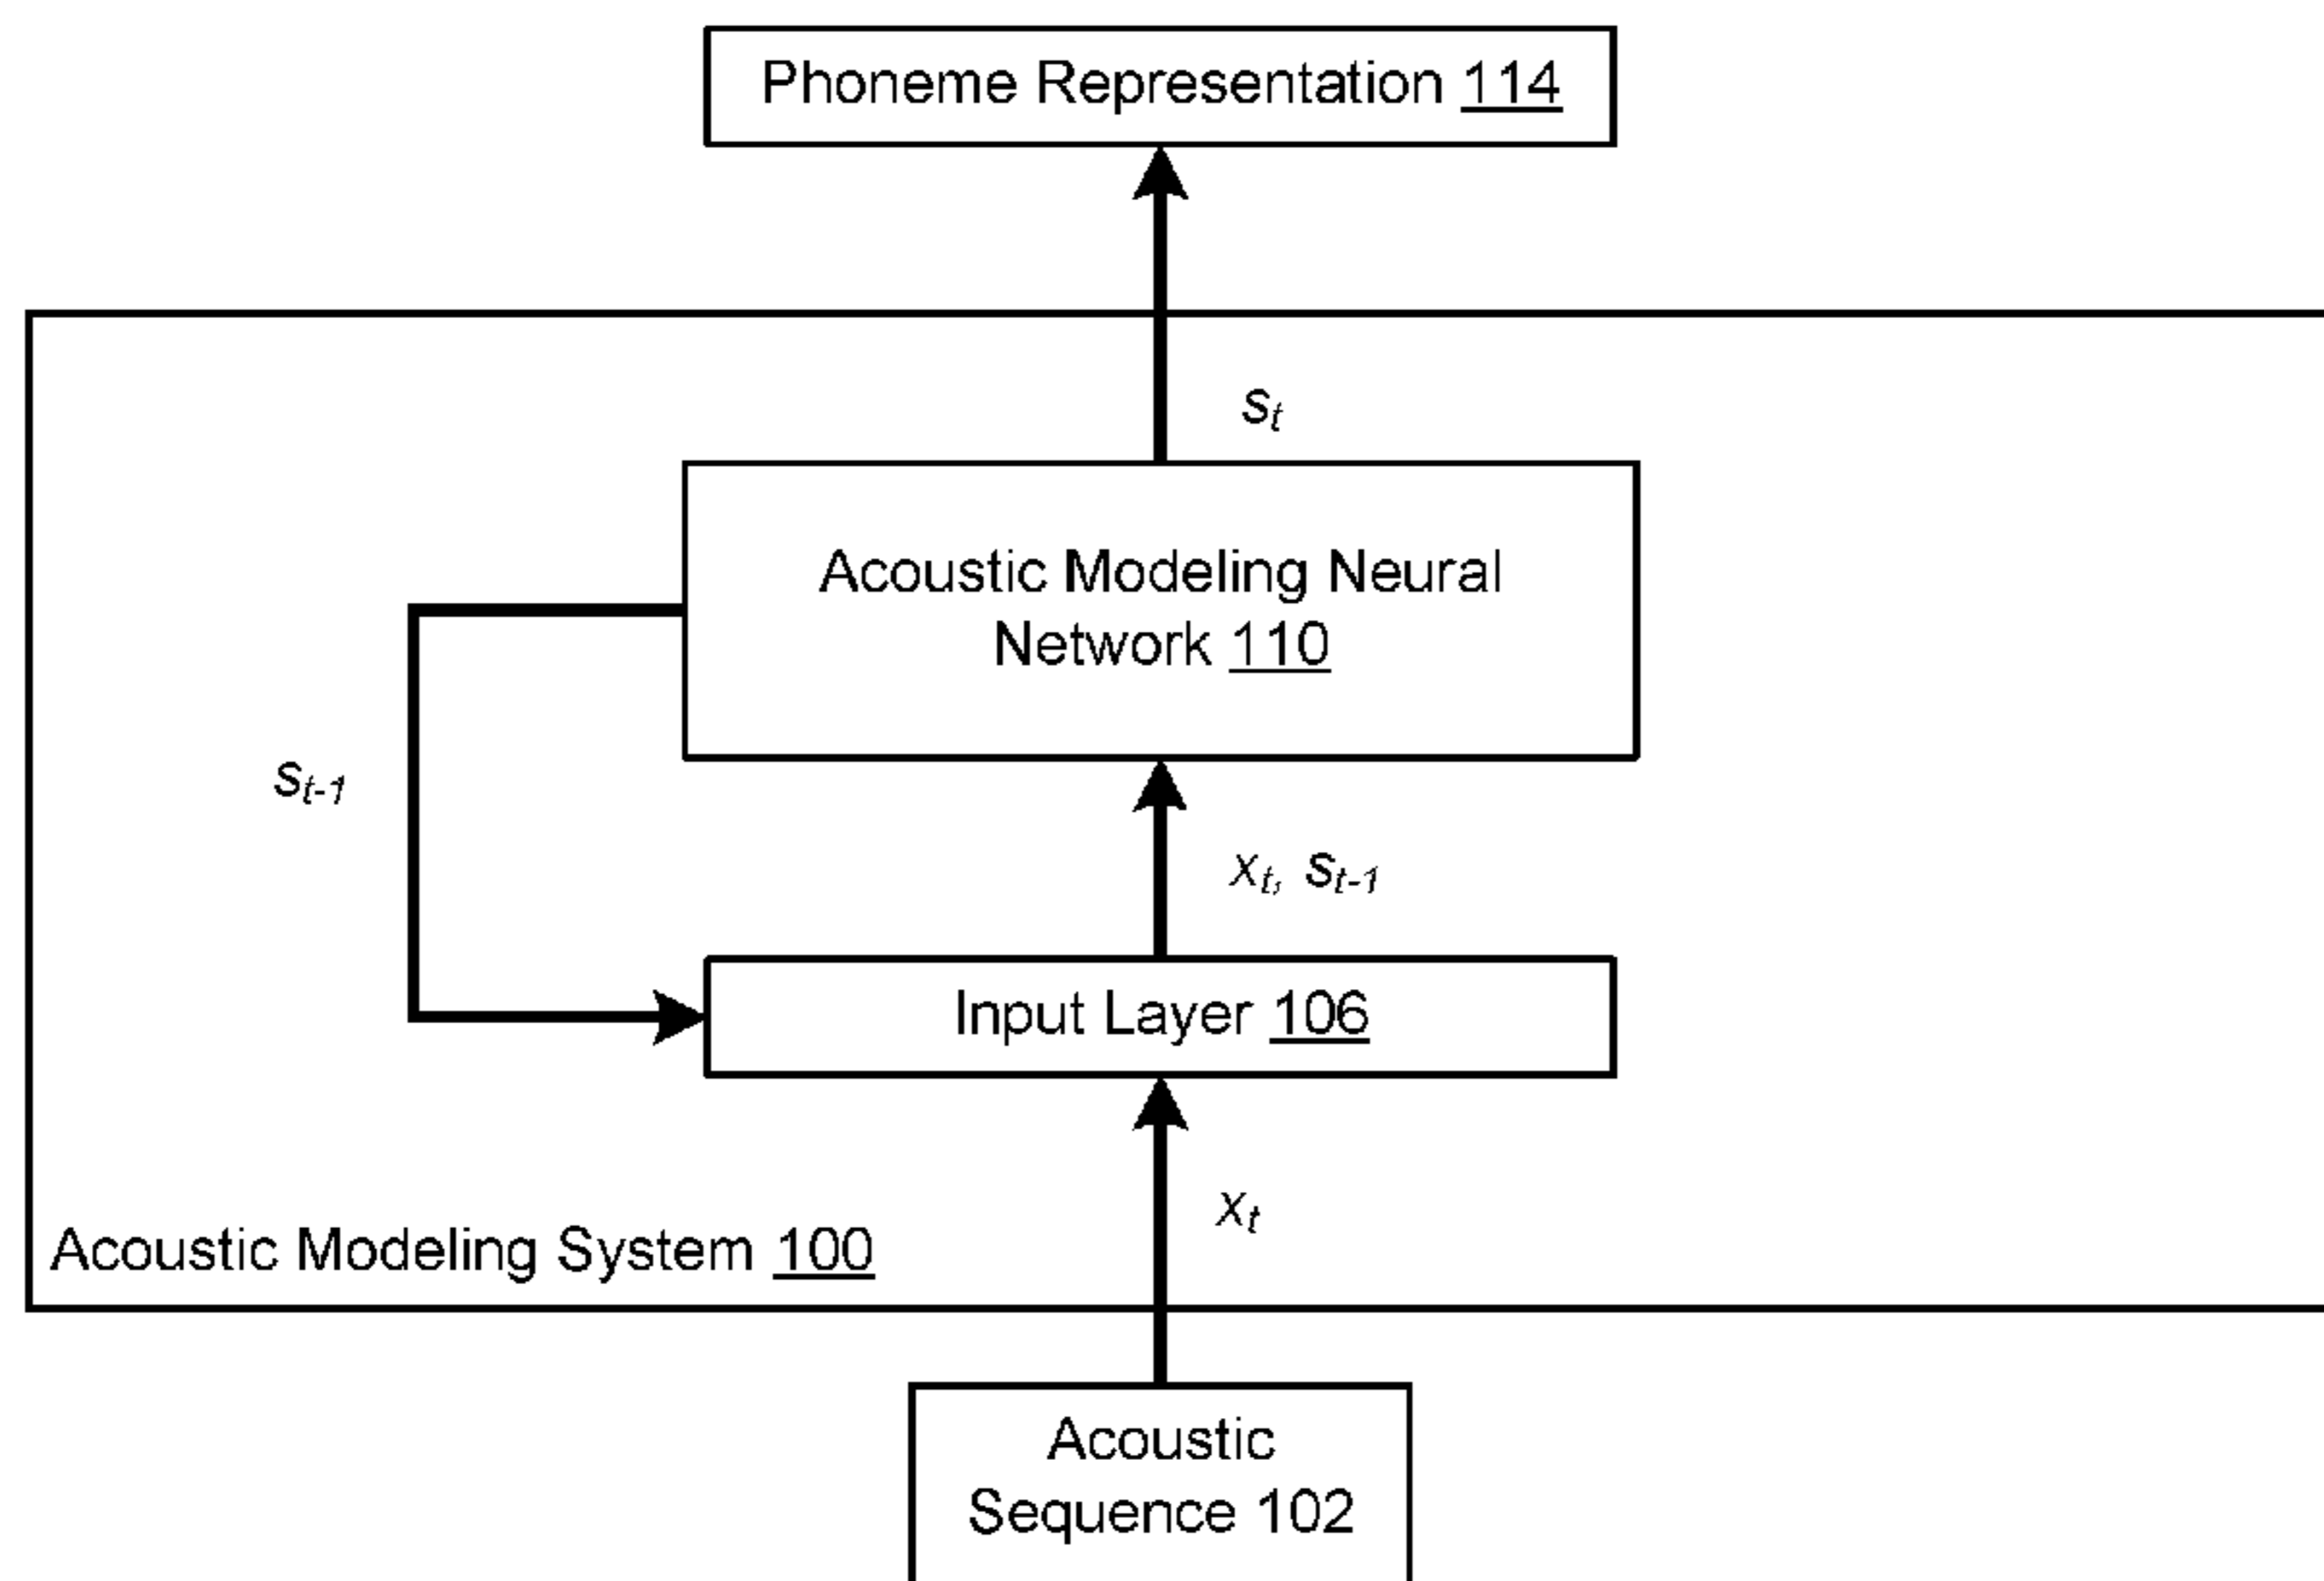 Phoneme Representation 114
sₜ
Acoustic Modeling Neural
Network 110
sₜ₋₁
xₜ, sₜ₋₁
Input Layer 106
xₜ
Acoustic Modeling System 100
Acoustic
Sequence 102